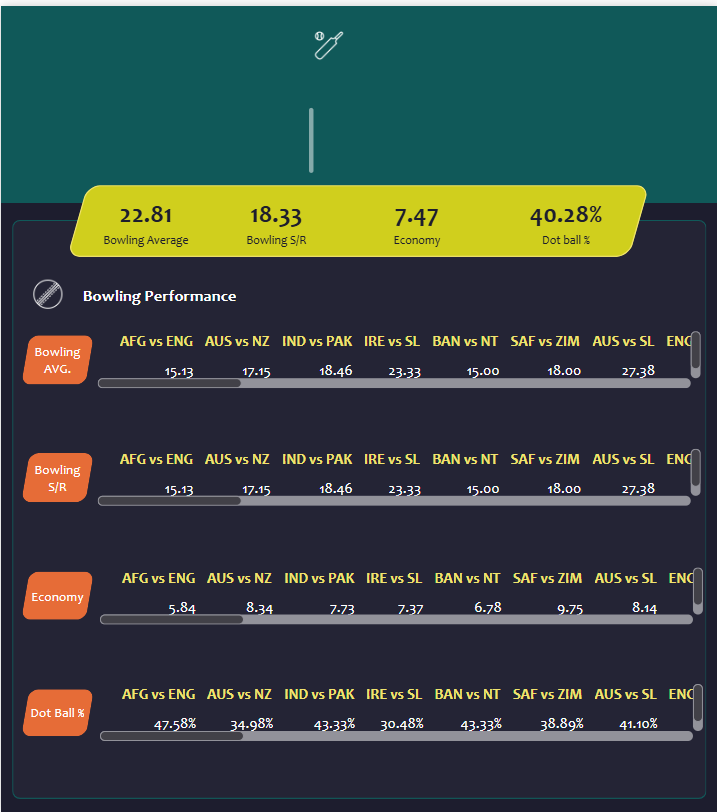 22.81 18.33 7.47 40.28%
Bowling Average Bowling S/R Economy Dot ball %
Bowling Performance
AFG vs ENG AUS vs NZ IND vs PAK IRE vs SL BAN vs NT SAF vs ZIM AUS vs SL ENG
Bowling AVG.
15.13 17.15 18.46 23.33 15.00 18.00 27.38
AFG vs ENG AUS vs NZ IND vs PAK IRE vs SL BAN vs NT SAF vs ZIM AUS vs SL ENG
Bowling S/R
15.13 17.15 18.46 23.33 15.00 18.00 27.38
AFG vs ENG AUS vs NZ IND vs PAK IRE vs SL BAN vs NT SAF vs ZIM AUS vs SL ENG
Economy
5.84 8.34 7.73 7.37 6.78 9.75 8.14
AFG vs ENG AUS vs NZ IND vs PAK IRE vs SL BAN vs NT SAF vs ZIM AUS vs SL ENG
Dot Ball %
47.58% 34.98% 43.33% 30.48% 43.33% 38.89% 41.10%